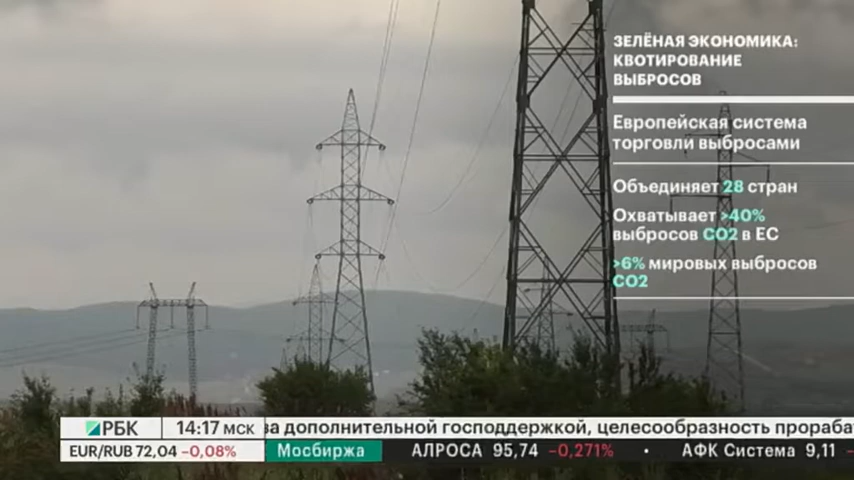 ЗЕЛЁНАЯ ЭКОНОМИКА:
КВОТИРОВАНИЕ
ВЫБРОСОВ
Европейская система
торговли выбросами
Объединяет 28 стран
Охватывает >40%
выбросов CO2 в ЕС
>6% мировых выбросов
CO2
РБК 14:17 МСК за дополнительной господдержкой, целесообразность прораба
EUR/RUB 72,04 -0,08% Мосбиржа АЛРОСА 95,74 -0,271% • АФК Система 9,11 -